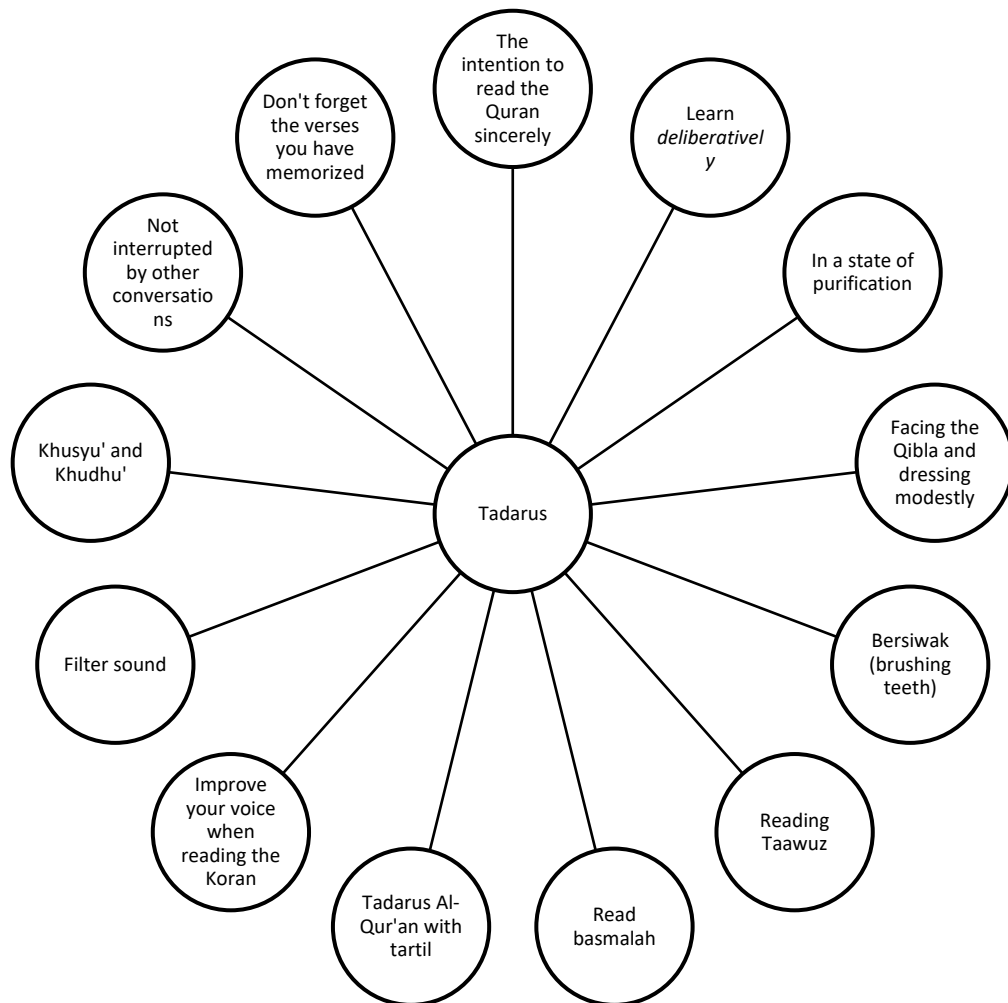 The
intention to
read the
Quran
sincerely
Learn
deliberativel
y
In a state of
purification
Facing the
Qibla and
dressing
modestly
Bersiwak
(brushing
teeth)
Reading
Taawuz
Read
basmalah
Tadarus Al-
Qur'an with
tartil
Improve
your voice
when
reading the
Koran
Filter sound
Khusyu' and
Khudhu'
Not
interrupted
by other
conversatio
ns
Don't forget
the verses
you have
memorized
Tadarus